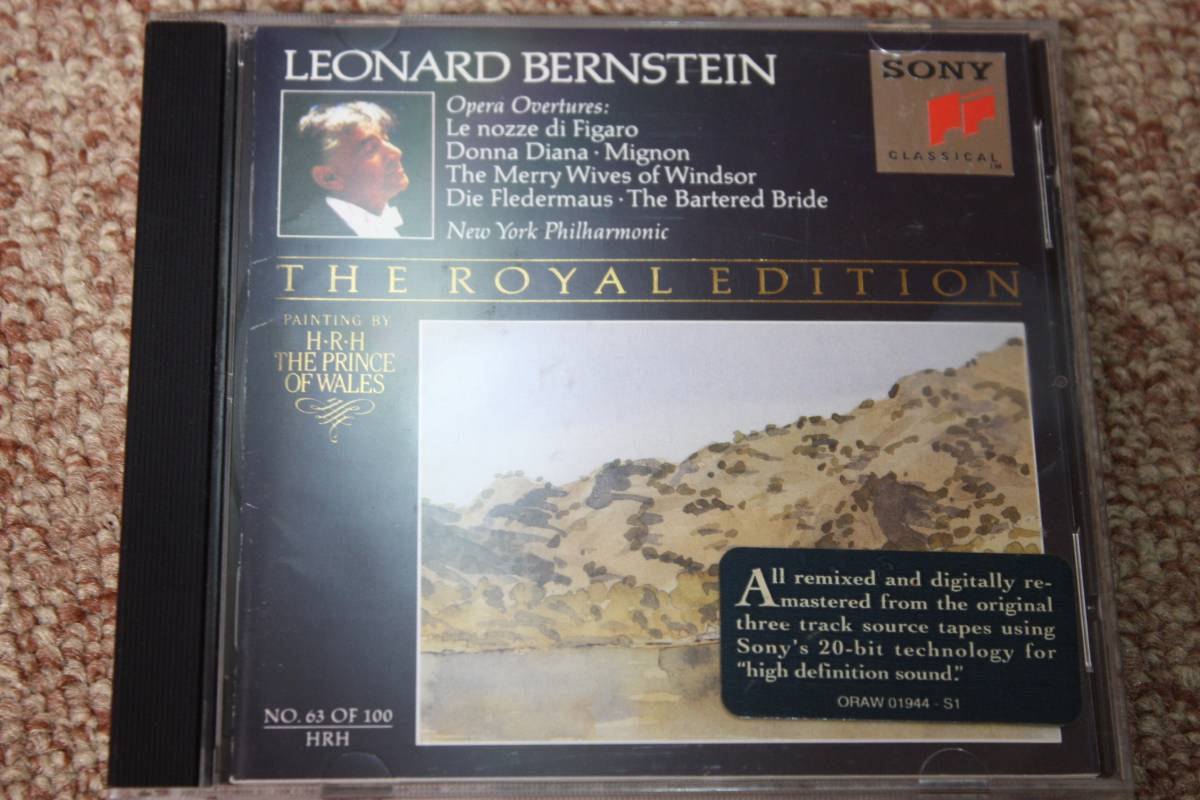 LEONARD BERNSTEIN
Opera Overtures:
Le nozze di Figaro
Donna Diana · Mignon
The Merry Wives of Windsor
Die Fledermaus · The Bartered Bride
New York Philharmonic
SONY
CLASSICAL
TM
THE ROYAL EDITION
PAINTING BY
H·R·H
THE PRINCE
OF WALES
All remixed and digitally re-
mastered from the original
three track source tapes using
Sony's 20-bit technology for
“high definition sound.”
ORAW 01944 - S1
NO. 63 OF 100
HRH